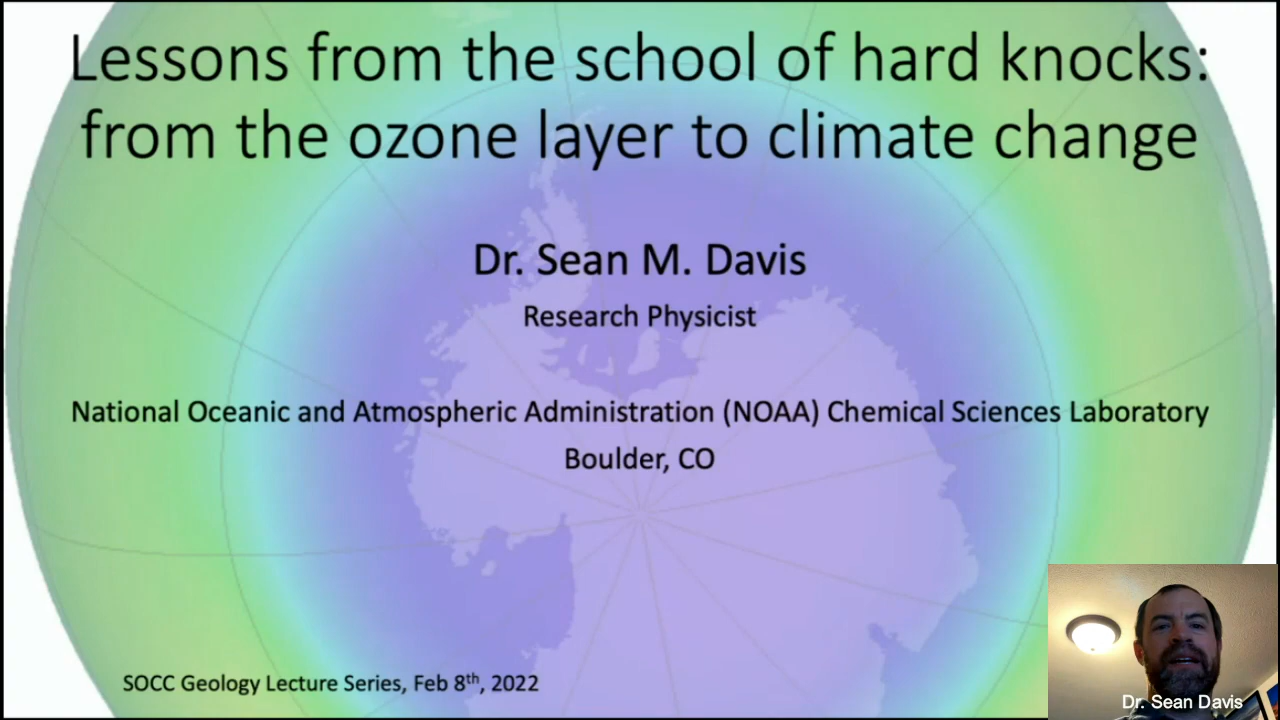 Lessons from the school of hard knocks:
from the ozone layer to climate change
Dr. Sean M. Davis
Research Physicist
National Oceanic and Atmospheric Administration (NOAA) Chemical Sciences Laboratory
Boulder, CO
SOCC Geology Lecture Series, Feb 8th, 2022
Dr. Sean Davis